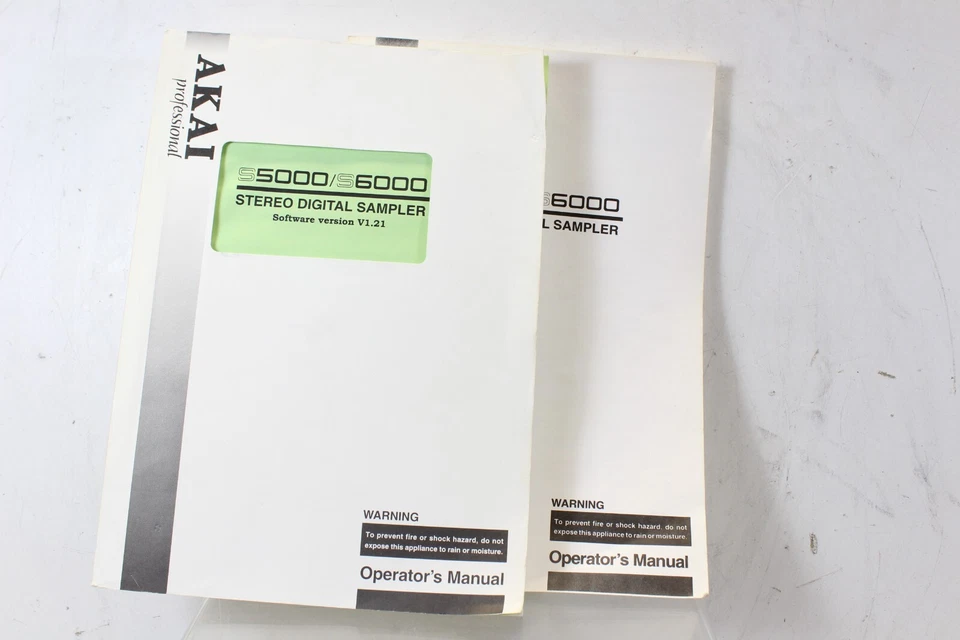 AKAI
professional
S5000/S6000
STEREO DIGITAL SAMPLER
Software version V1.21
WARNING
To prevent fire or shock hazard, do not
expose this appliance to rain or moisture.
Operator's Manual
S6000
L SAMPLER
WARNING
To prevent fire or shock hazard, do not
expose this appliance to rain or moisture.
Operator's Manual